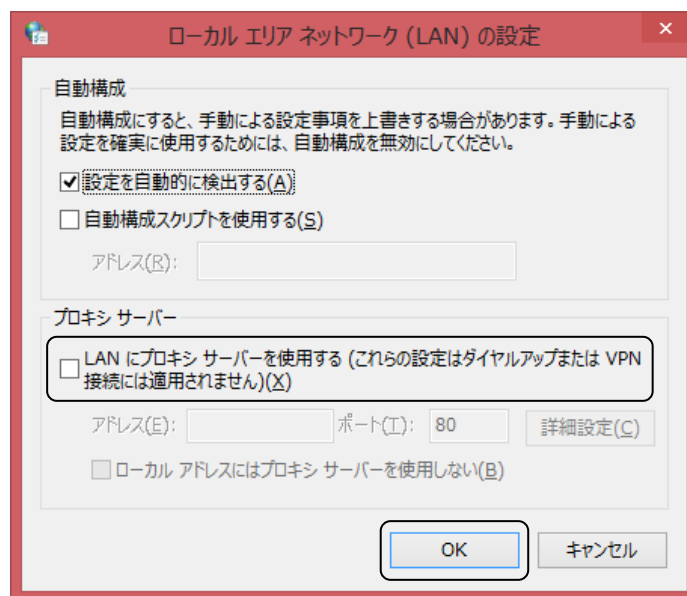 ローカル エリア ネットワーク (LAN) の設定
自動構成
自動構成にすると、手動による設定事項を上書きする場合があります。手動による
設定を確実に使用するためには、自動構成を無効にしてください。
設定を自動的に検出する(A)
自動構成スクリプトを使用する(S)
アドレス(R):
プロキシ サーバー
LAN にプロキシ サーバーを使用する (これらの設定はダイヤルアップまたは VPN
接続には適用されません)(X)
アドレス(E): ポート(T): 80 詳細設定(C)
ローカル アドレスにはプロキシ サーバーを使用しない(B)
OK キャンセル